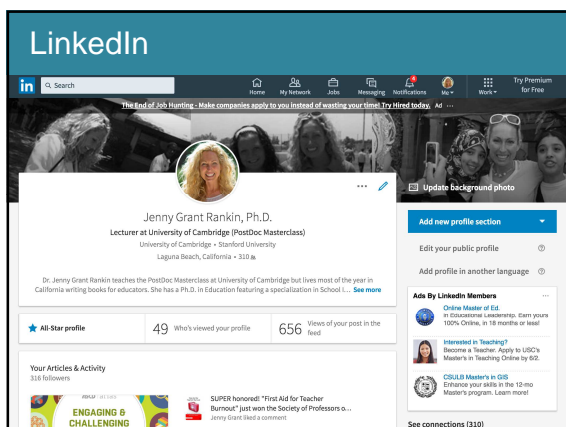 LinkedIn
in Search Home My Network Jobs Messaging 4 Notifications Me Work Try Premium for Free
The End of Job Hunting - Make companies apply to you instead of wasting your time! Try Hired today. Ad ...
Update background photo
Jenny Grant Rankin, Ph.D.
Lecturer at University of Cambridge (PostDoc Masterclass)
University of Cambridge • Stanford University
Laguna Beach, California • 310
Dr. Jenny Grant Rankin teaches the PostDoc Masterclass at University of Cambridge but lives most of the year in
California writing books for educators. She has a Ph.D. in Education featuring a specialization in School l... See more
All-Star profile
49 Who's viewed your profile
656 Views of your post in the
feed
Your Articles & Activity
316 followers
ENGAGING &
CHALLENGING
SUPER honored! "First Aid for Teacher
Burnout" just won the Society of Professors o...
Jenny Grant liked a comment
Add new profile section
Edit your public profile
Add profile in another language
Ads By LinkedIn Members ...
Online Master of Ed.
in Educational Leadership. Earn yours
100% Online, in 18 months or less!
Interested in Teaching?
Become a Teacher. Apply to USC's
Master's in Teaching Online by 6/2.
CSULB Master's in GIS
Enhance your skills in the 12-mo
Master's program. Learn more!
See connections (310)